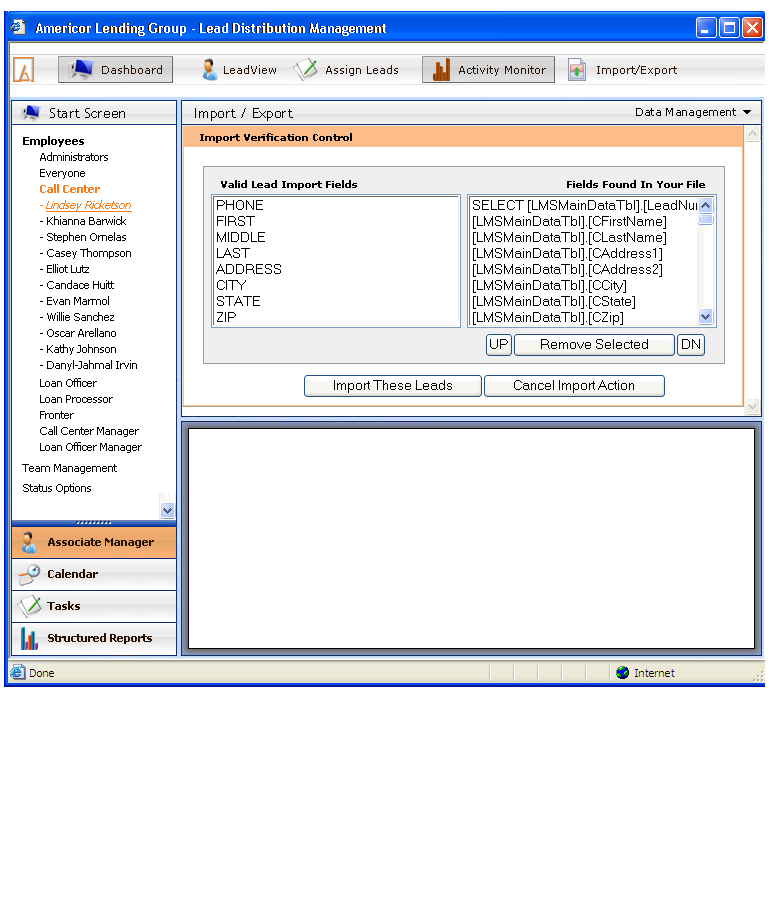 Americor Lending Group - Lead Distribution Management
Dashboard LeadView Assign Leads Activity Monitor Import/Export
Start Screen
Employees
Administrators
Everyone
Call Center
- Lindsey Ricketson
- Khianna Barwick
- Stephen Ornelas
- Casey Thompson
- Elliot Lutz
- Candace Huitt
- Evan Marmol
- Willie Sanchez
- Oscar Arellano
- Kathy Johnson
- Danyl-Jahmal Irvin
Loan Officer
Loan Processor
Fronter
Call Center Manager
Loan Officer Manager
Team Management
Status Options
Associate Manager
Calendar
Tasks
Structured Reports
Import / Export Data Management
Import Verification Control
Valid Lead Import Fields
PHONE
FIRST
MIDDLE
LAST
ADDRESS
CITY
STATE
ZIP
Fields Found In Your File
SELECT [LMSMainDataTbl].[LeadNu
[LMSMainDataTbl].[CFirstName]
[LMSMainDataTbl].[CLastName]
[LMSMainDataTbl].[CAddress1]
[LMSMainDataTbl].[CAddress2]
[LMSMainDataTbl].[CCity]
[LMSMainDataTbl].[CState]
[LMSMainDataTbl].[CZip]
UP Remove Selected DN
Import These Leads Cancel Import Action
Done Internet